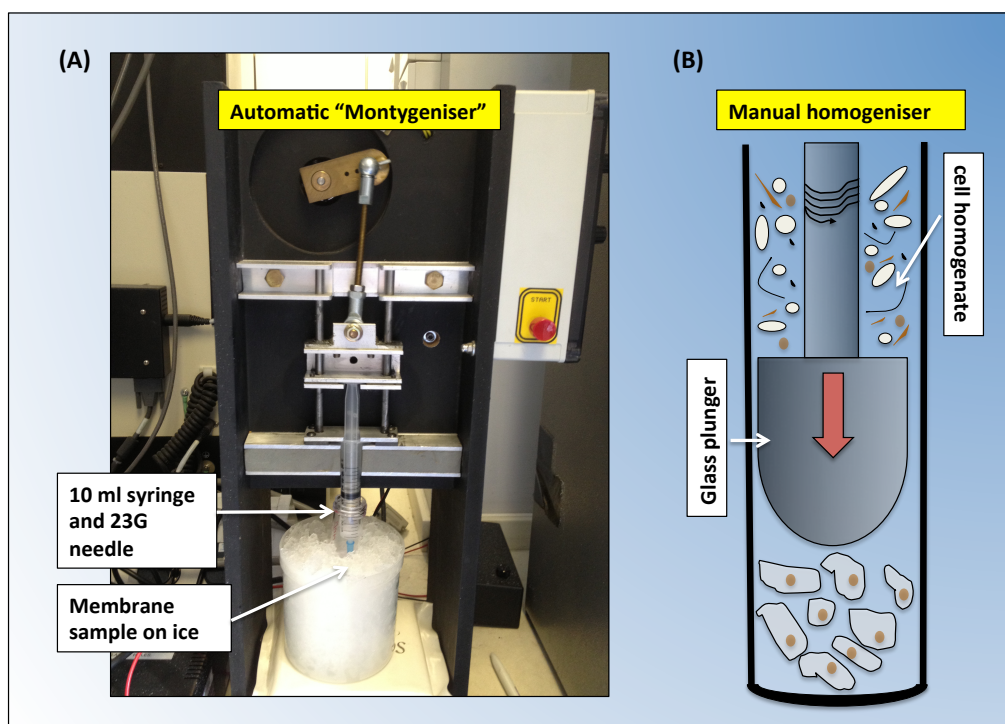 (A)
Automatic “Montygeniser”
START
10 ml syringe
and 23G
needle
Membrane
sample on ice
(B)
Manual homogeniser
cell homogenate
Glass plunger